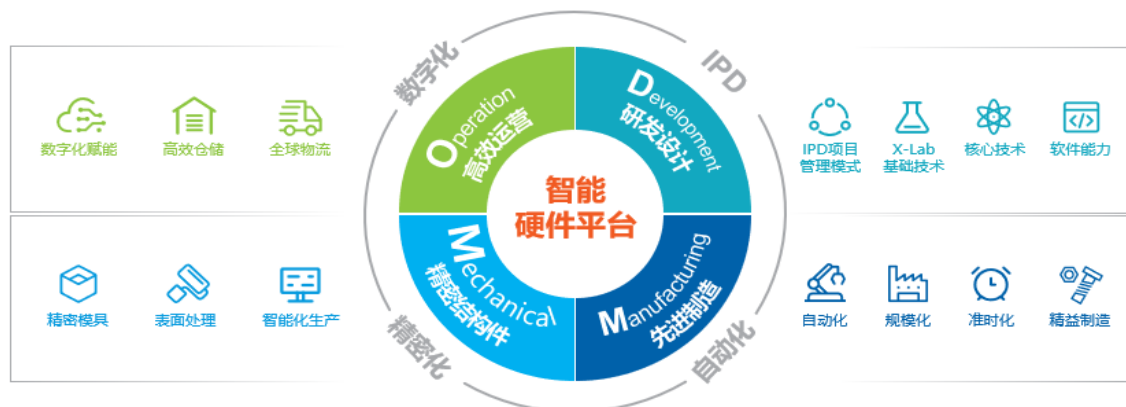 数字化
IPD
数字化赋能
高效仓储
全球物流
Operation
高效运营
Development
研发设计
IPD项目
管理模式
X-Lab
基础技术
核心技术
软件能力
智能
硬件平台
精密模具
表面处理
智能化生产
Mechanical
精密结构件
Manufacturing
先进制造
自动化
规模化
准时化
精益制造
精密化
自动化